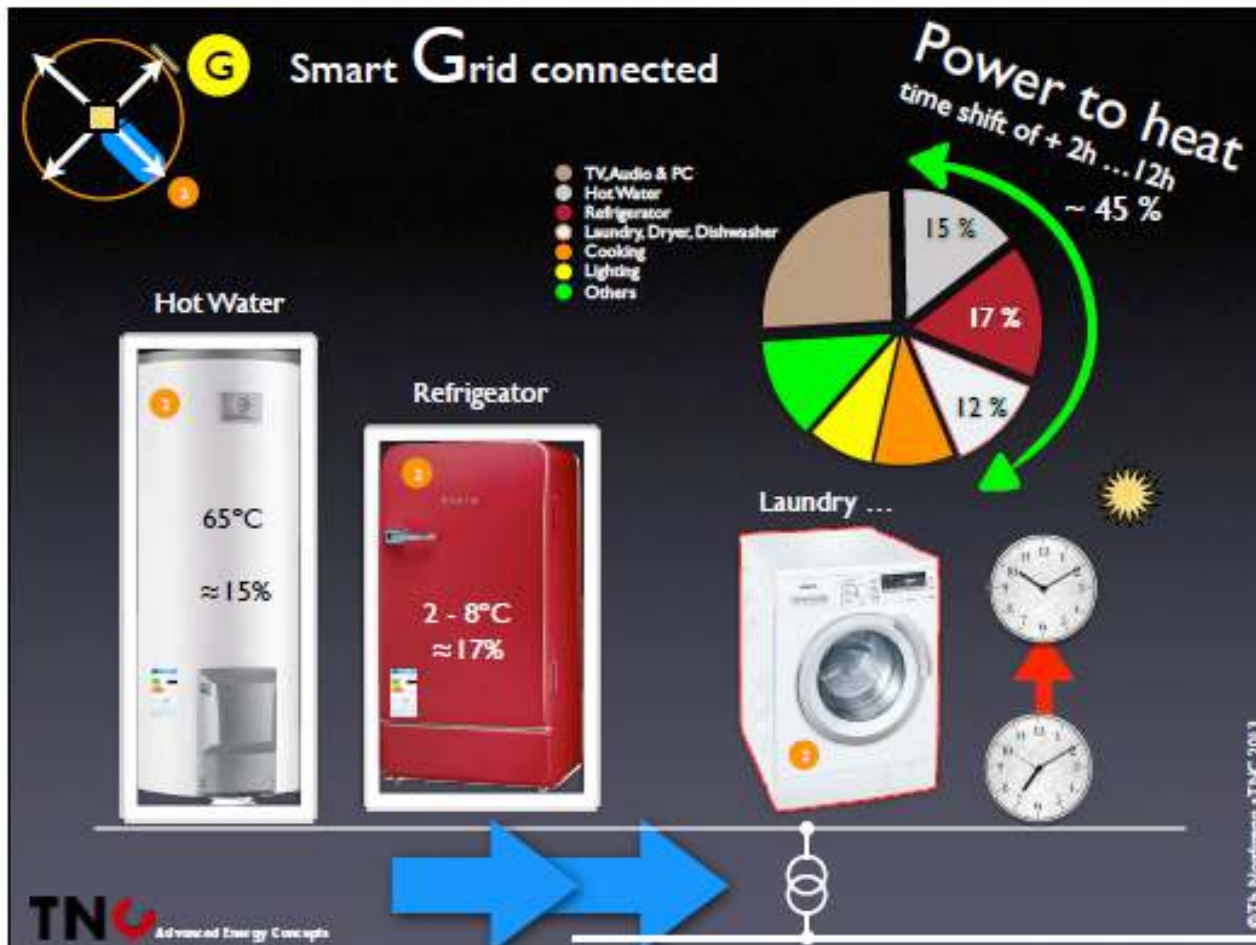 G
Smart Grid connected
Power to heat
time shift of + 2h ...12h
~ 45 %
TV,Audio & PC
Hot Water
Refrigerator
Laundry, Dryer, Dishwasher
Cooking
Lighting
Others
15 %
17 %
12 %
Hot Water
65°C
≈15%
Refrigeator
2 - 8°C
≈17%
Laundry ...
TNC Advanced Energy Concepts